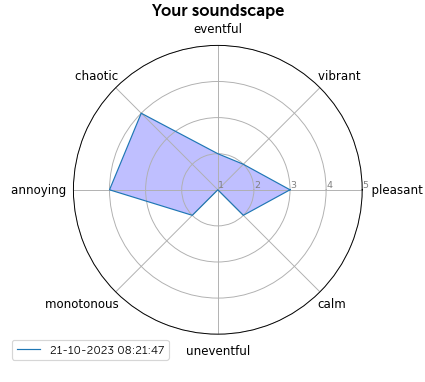 Your soundscape
eventful
chaotic
vibrant
annoying
1
2
3
4
5
pleasant
monotonous
calm
21-10-2023 08:21:47
uneventful